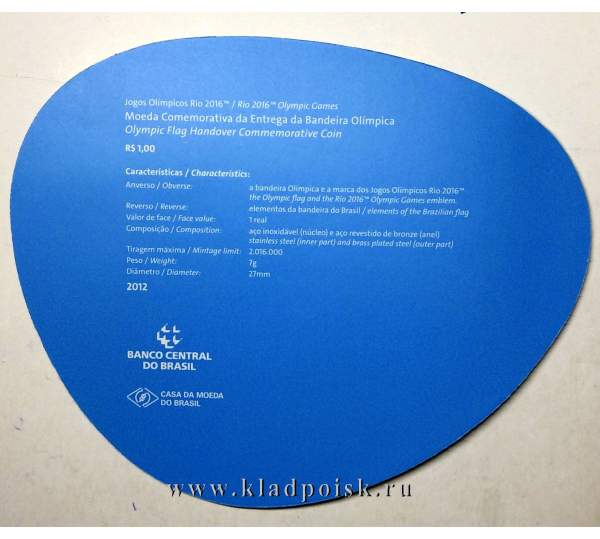 Jogos Olímpicos Rio 2016™ / Rio 2016™ Olympic Games
Moeda Comemorativa da Entrega da Bandeira Olímpica
Olympic Flag Handover Commemorative Coin
R$ 1,00
Características / Characteristics:
Anverso / Obverse: a bandeira Olímpica e a marca dos Jogos Olímpicos Rio 2016™
the Olympic flag and the Rio 2016™ Olympic Games emblem.
Reverso / Reverse: elementos da bandeira do Brasil / elements of the Brazilian flag
Valor de face / Face value: 1 real
Composição / Composition: aço inoxidável (núcleo) e aço revestido de bronze (anel)
stainless steel (inner part) and brass plated steel (outer part)
Tiragem máxima / Mintage limit: 2.016.000
Peso / Weight: 7g
Diâmetro / Diameter: 27mm
2012
BANCO CENTRAL
DO BRASIL
CASA DA MOEDA
DO BRASIL
www.kladpoisk.ru